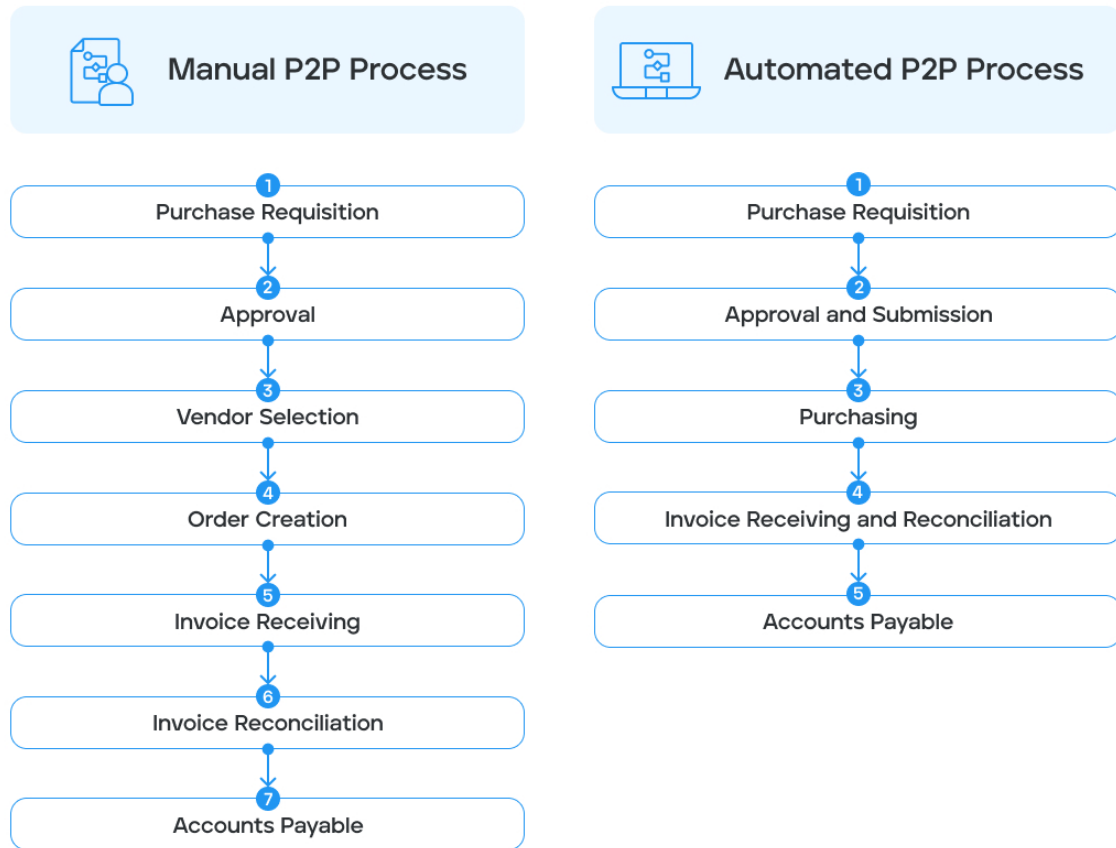 Manual P2P Process
1
Purchase Requisition
2
Approval
3
Vendor Selection
4
Order Creation
5
Invoice Receiving
6
Invoice Reconciliation
7
Accounts Payable
Automated P2P Process
1
Purchase Requisition
2
Approval and Submission
3
Purchasing
4
Invoice Receiving and Reconciliation
5
Accounts Payable